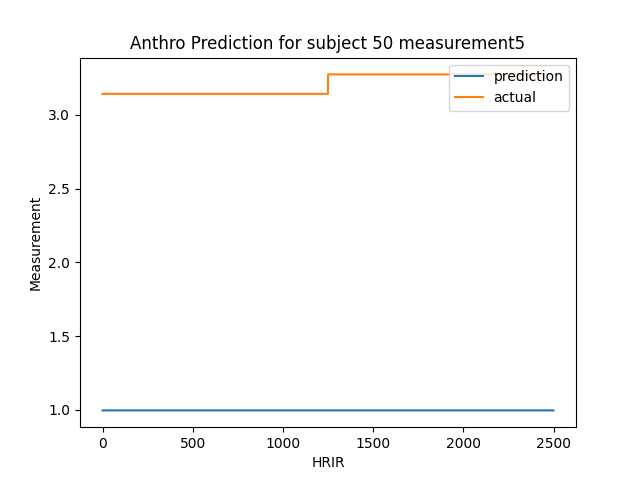 Anthro Prediction for subject 50 measurement5
prediction
actual
Measurement
3.0
2.5
2.0
1.5
1.0
0
500
1000
1500
2000
2500
HRIR